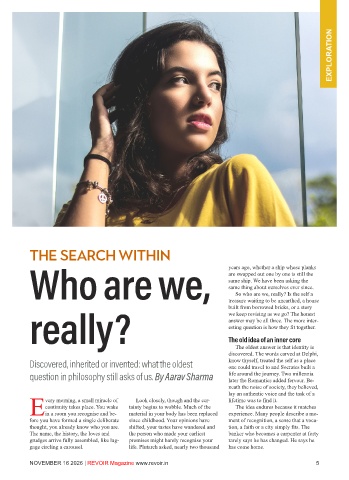 EXPLORATION
THE SEARCH WITHIN
Who are we,
really?
Discovered, inherited or invented: what the oldest
question in philosophy still asks of us. By Aarav Sharma
Every morning, a small miracle of
continuity takes place. You wake
in a room you recognise and be-
fore you have formed a single deliberate
thought, you already know who you are.
The name, the history, the loves and
grudges arrive fully assembled, like lug-
gage circling a carousel.
Look closely, though and the cer-
tainty begins to wobble. Much of the
material in your body has been replaced
since childhood. Your opinions have
shifted, your tastes have wandered and
the person who made your earliest
promises might barely recognise your
life. Plutarch asked, nearly two thousand
years ago, whether a ship whose planks
are swapped out one by one is still the
same ship. We have been asking the
same thing about ourselves ever since.
So who are we, really? Is the self a
treasure waiting to be unearthed, a house
built from borrowed bricks, or a story
we keep revising as we go? The honest
answer may be all three. The more inter-
esting question is how they fit together.
The old idea of an inner core
The oldest answer is that identity is
discovered. The words carved at Delphi,
know thyself, treated the self as a place
one could travel to and Socrates built a
life around the journey. Two millennia
later the Romantics added fervour. Be-
neath the noise of society, they believed,
lay an authentic voice and the task of a
lifetime was to find it.
The idea endures because it matches
experience. Many people describe a mo-
ment of recognition, a sense that a voca-
tion, a faith or a city simply fits. The
banker who becomes a carpenter at forty
rarely says he has changed. He says he
has come home.
NOVEMBER 16 2026 | REVOIR Magazine www.revoir.in
5